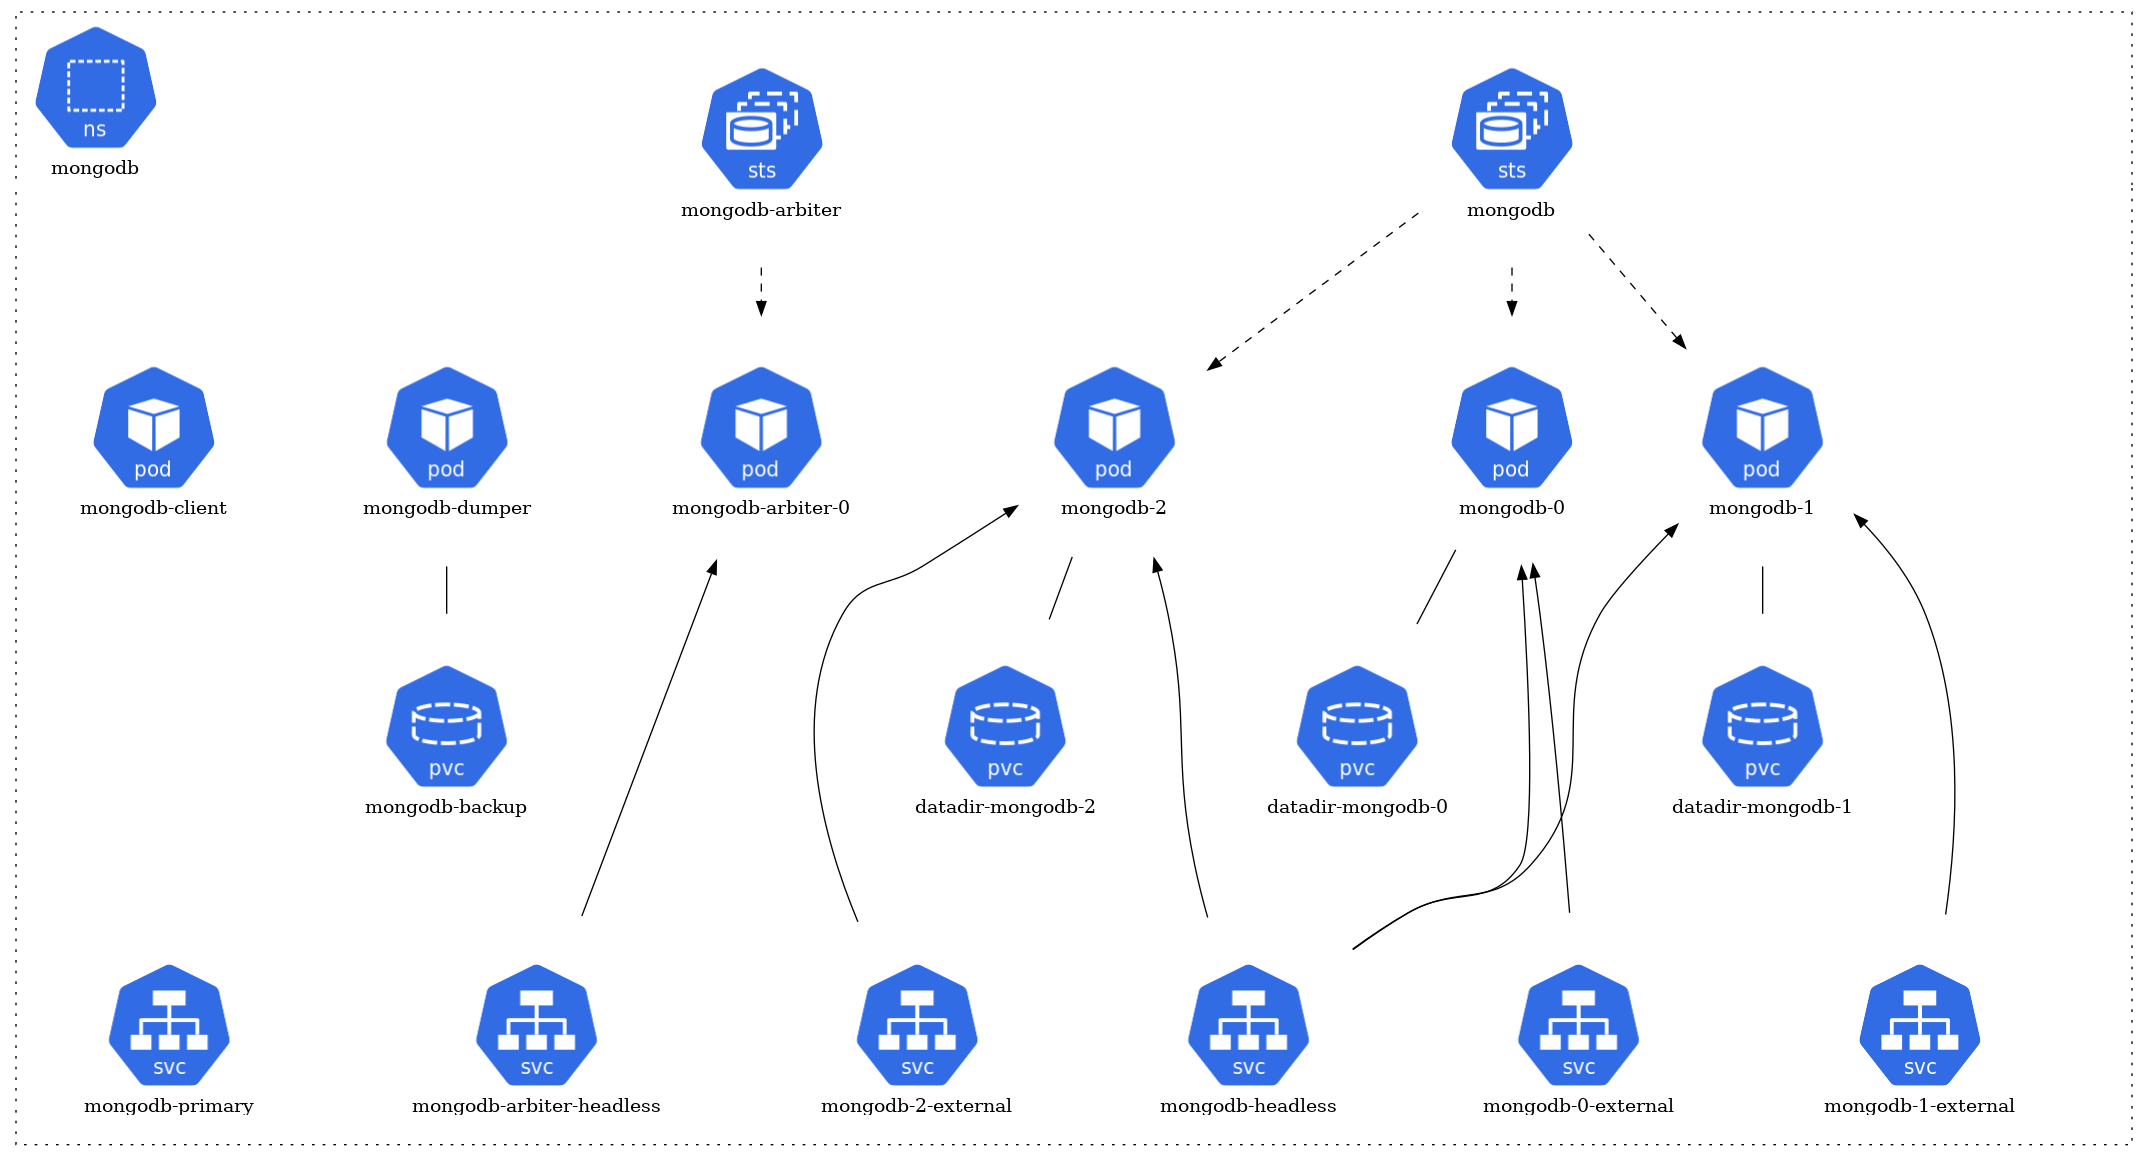 ns
mongodb
sts
mongodb-arbiter
sts
mongodb
pod
mongodb-client
pod
mongodb-dumper
pod
mongodb-arbiter-0
pod
mongodb-2
pod
mongodb-0
pod
mongodb-1
pvc
mongodb-backup
pvc
datadir-mongodb-2
pvc
datadir-mongodb-0
pvc
datadir-mongodb-1
svc
mongodb-primary
svc
mongodb-arbiter-headless
svc
mongodb-2-external
svc
mongodb-headless
svc
mongodb-0-external
svc
mongodb-1-external